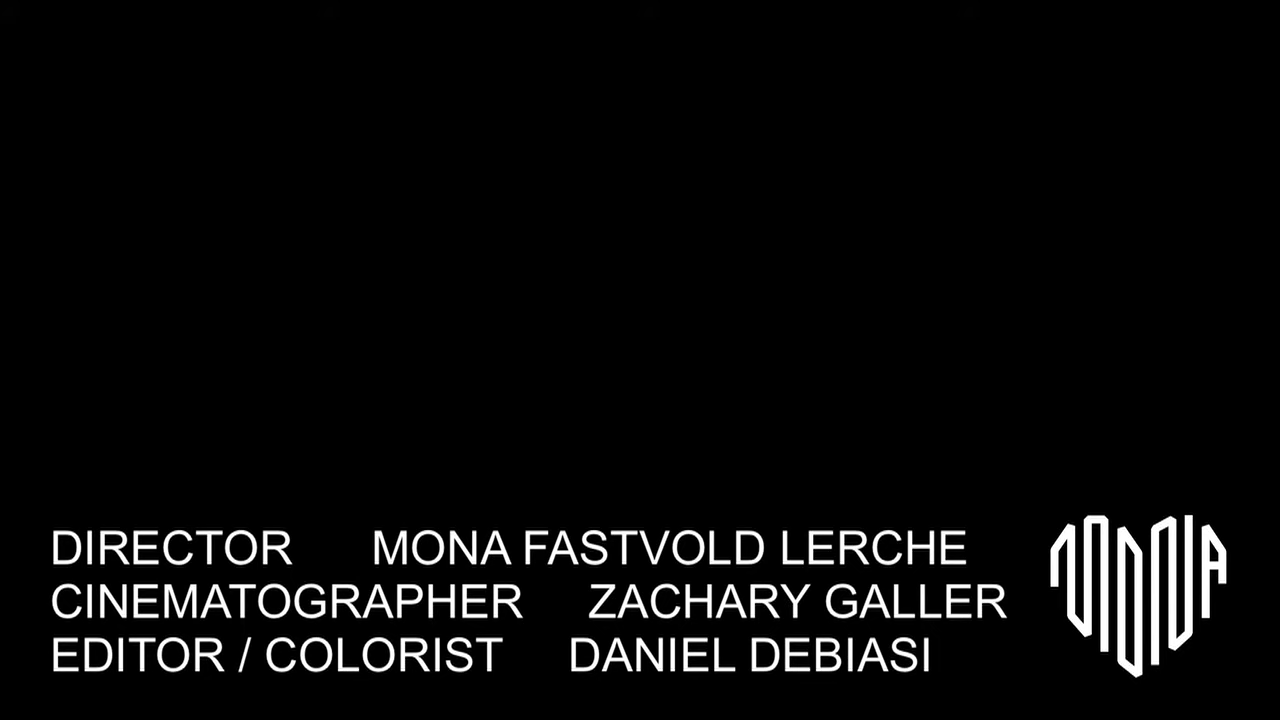 DIRECTOR MONA FASTVOLD LERCHE
CINEMATOGRAPHER ZACHARY GALLER
EDITOR / COLORIST DANIEL DEBIASI